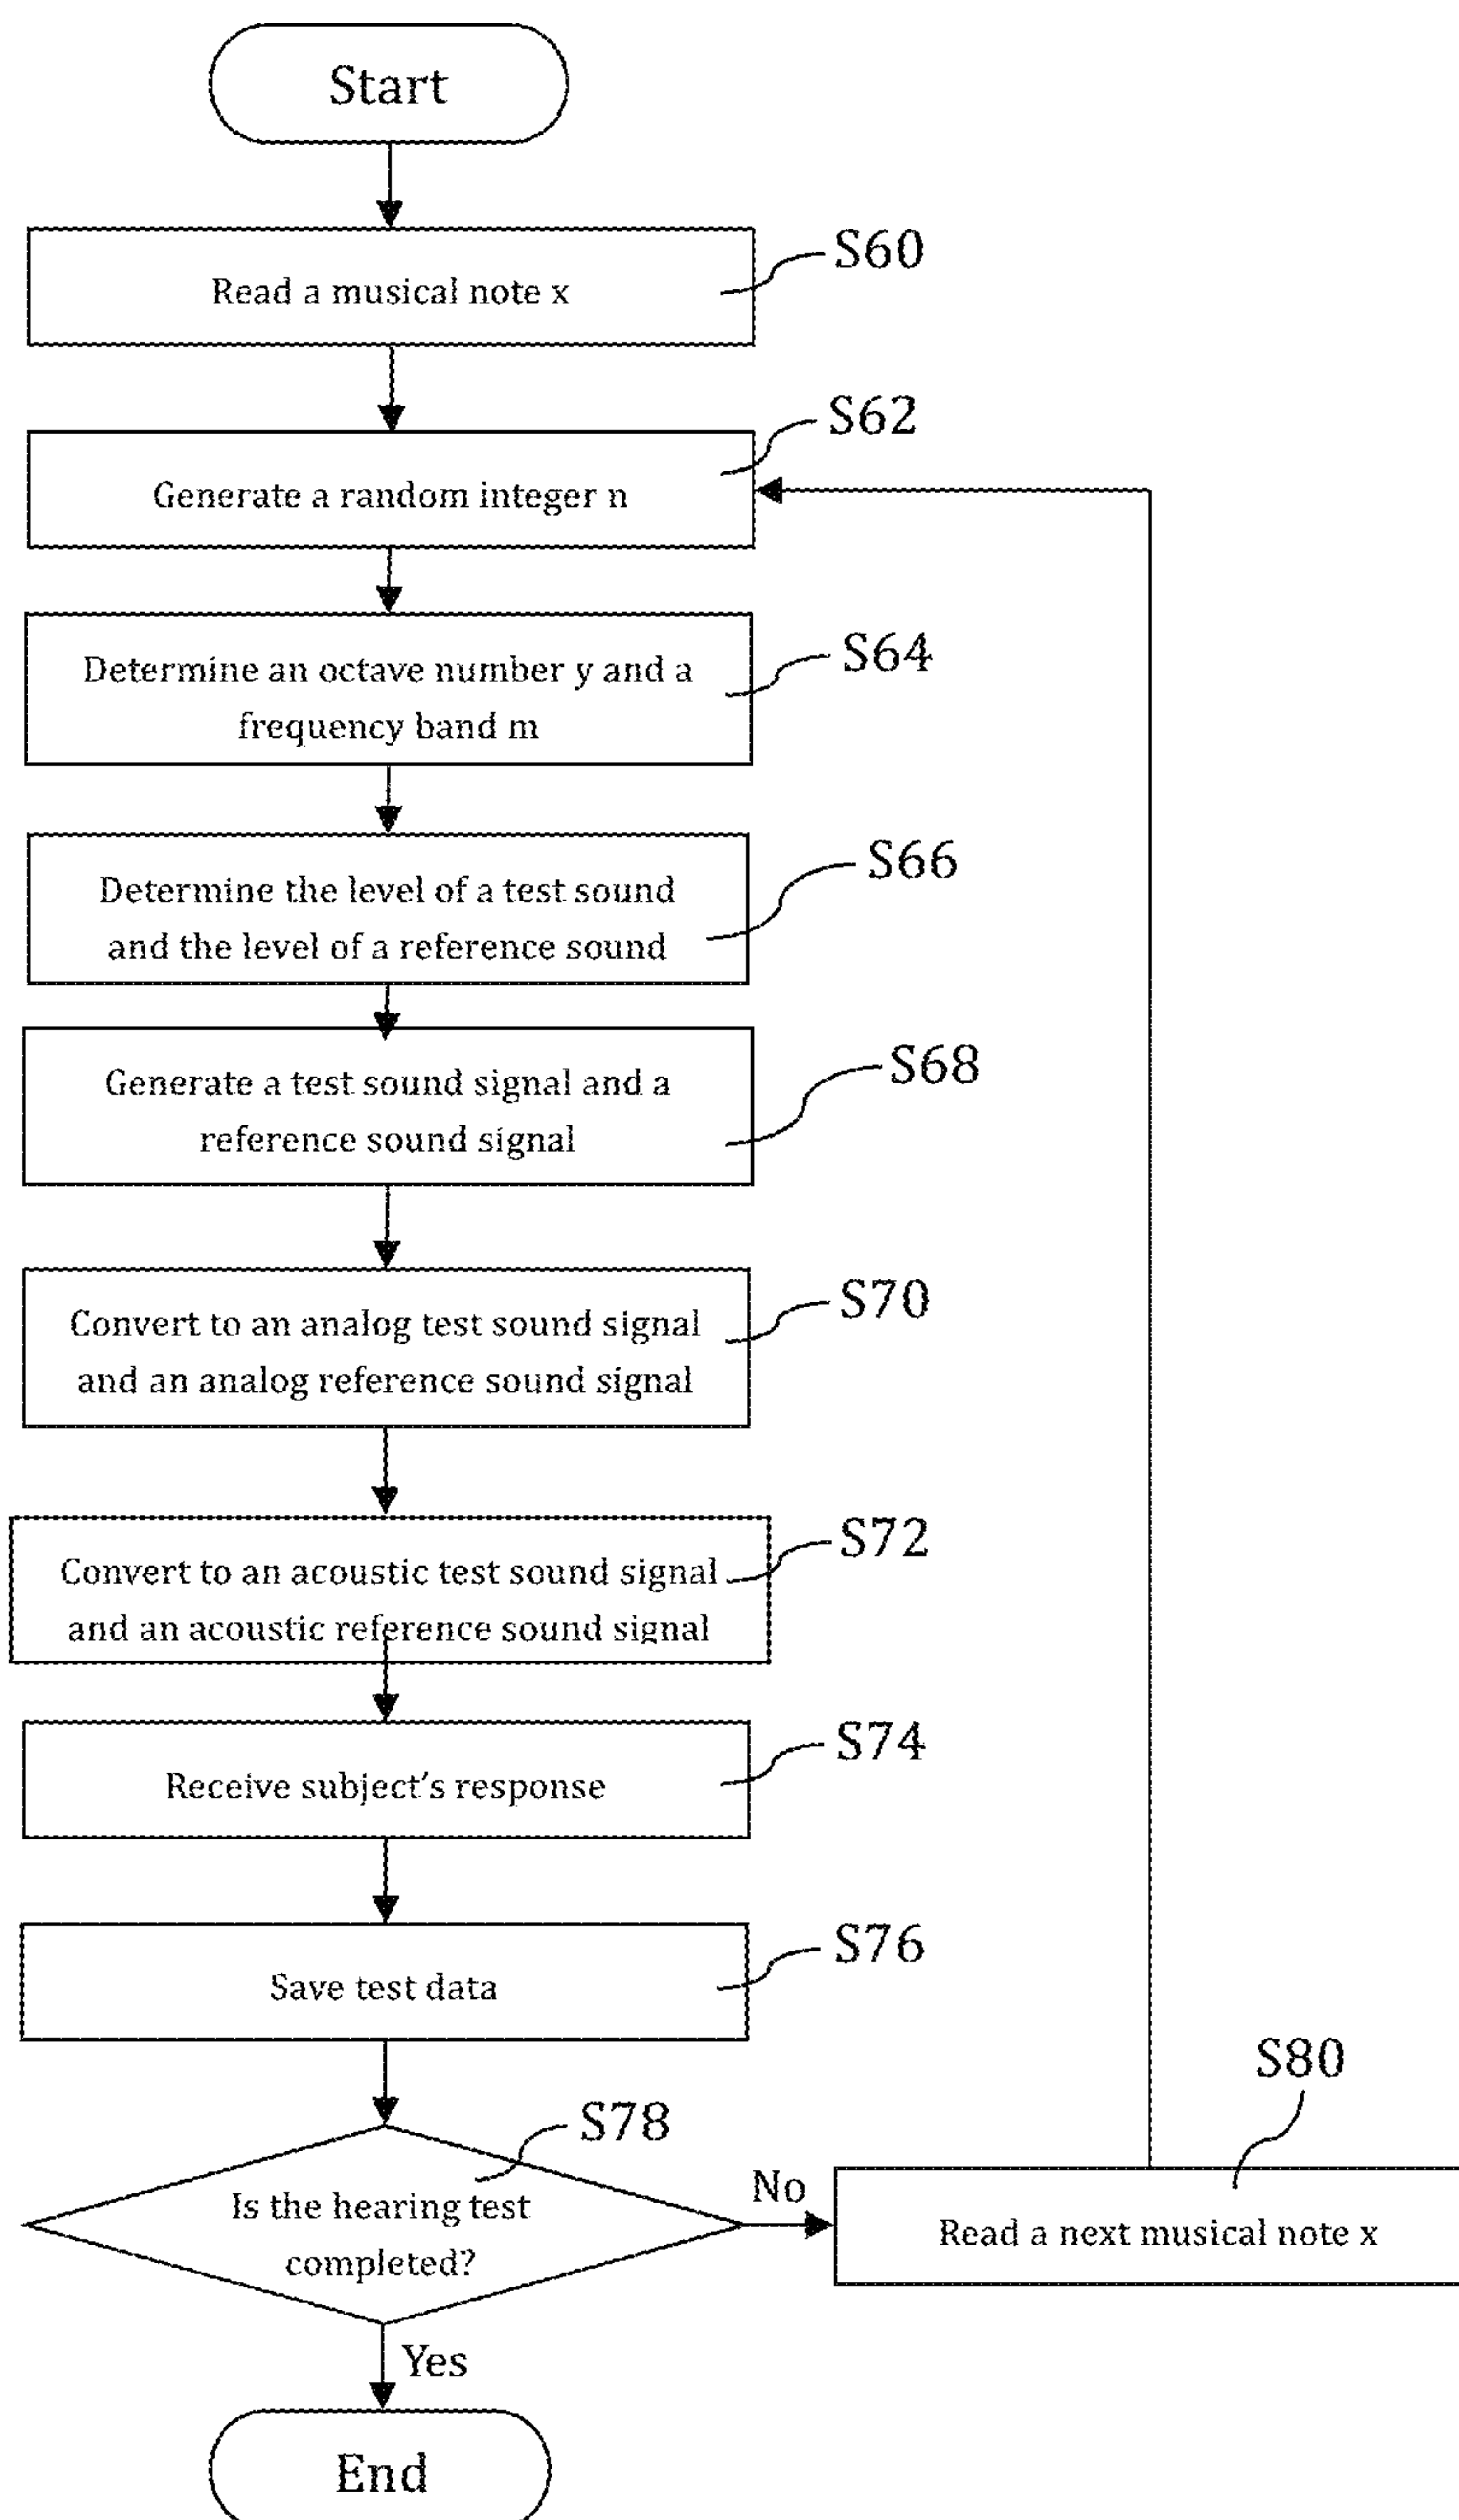 Start
Read a musical note x
S60
Generate a random integer n
S62
Determine an octave number y and a
frequency band m
S64
Determine the level of a test sound
and the level of a reference sound
S66
Generate a test sound signal and a
reference sound signal
S68
Convert to an analog test sound signal
and an analog reference sound signal
S70
Convert to an acoustic test sound signal
and an acoustic reference sound signal
S72
Receive subject's response
S74
Save test data
S76
Is the hearing test
completed?
S78
No
Read a next musical note x
S80
Yes
End